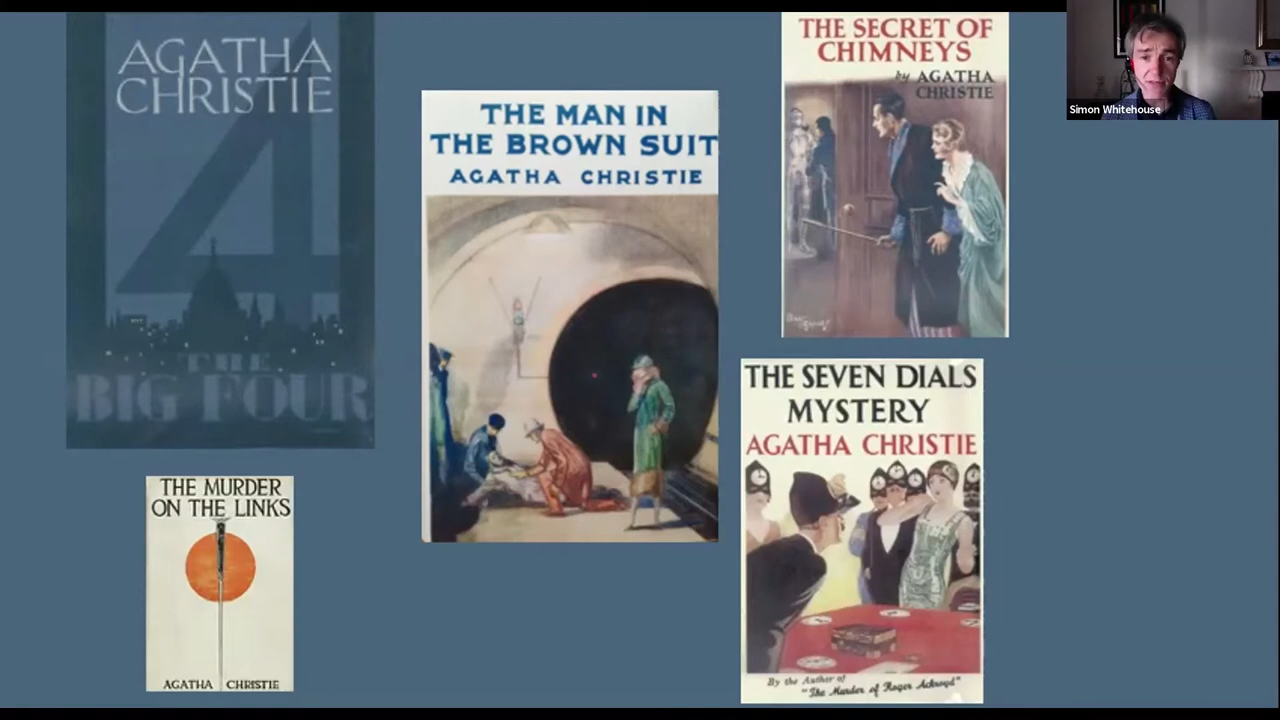 AGATHA
CHRISTIE
4
THE
BIG FOUR
THE MURDER
ON THE LINKS
AGATHA CHRISTIE
THE MAN IN
THE BROWN SUIT
AGATHA CHRISTIE
THE SECRET OF
CHIMNEYS
by AGATHA
CHRISTIE
THE SEVEN DIALS
MYSTERY
AGATHA CHRISTIE
By the Author of
"The Murder of Roger Ackroyd"
Simon Whitehouse